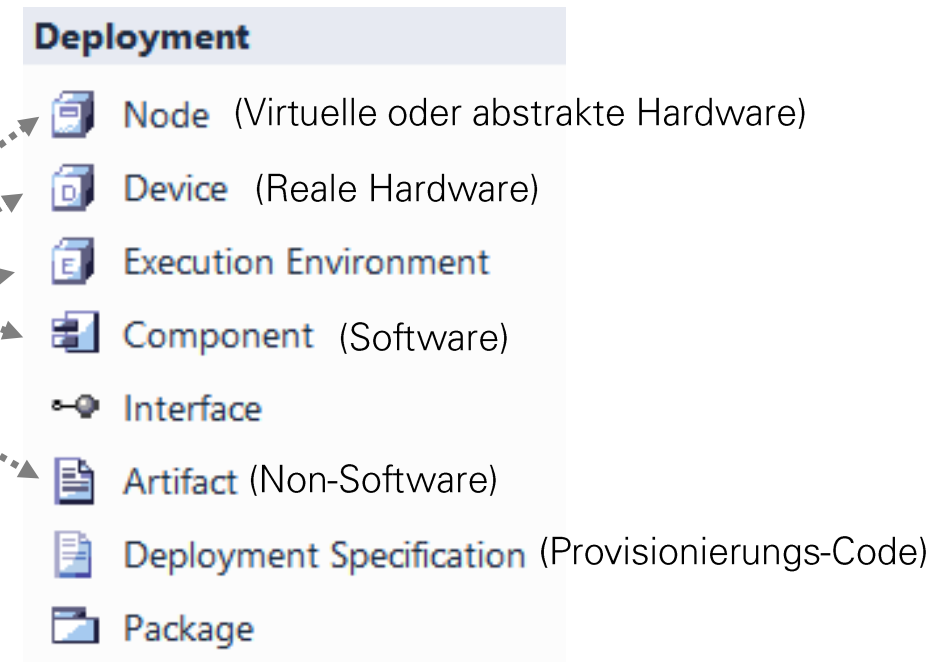 Deployment
Node (Virtuelle oder abstrakte Hardware)
D Device (Reale Hardware)
E Execution Environment
Component (Software)
Interface
Artifact (Non-Software)
Deployment Specification (Provisionierungs-Code)
Package